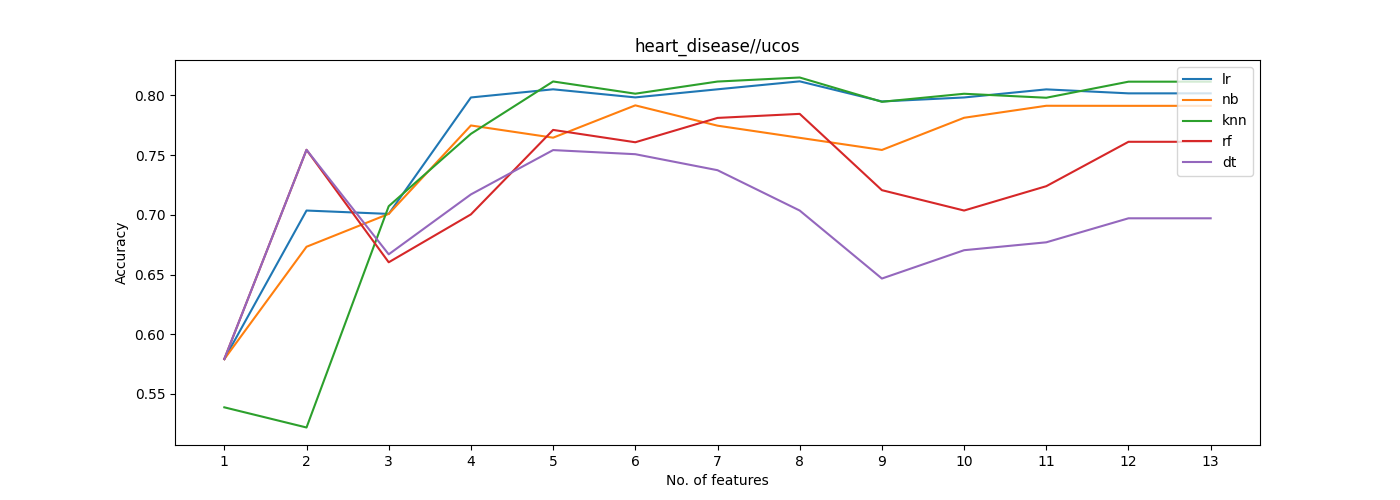 heart_disease//ucos
Accuracy
0.80
0.75
0.70
0.65
0.60
0.55
lr
nb
knn
rf
dt
1 2 3 4 5 6 7 8 9 10 11 12 13
No. of features